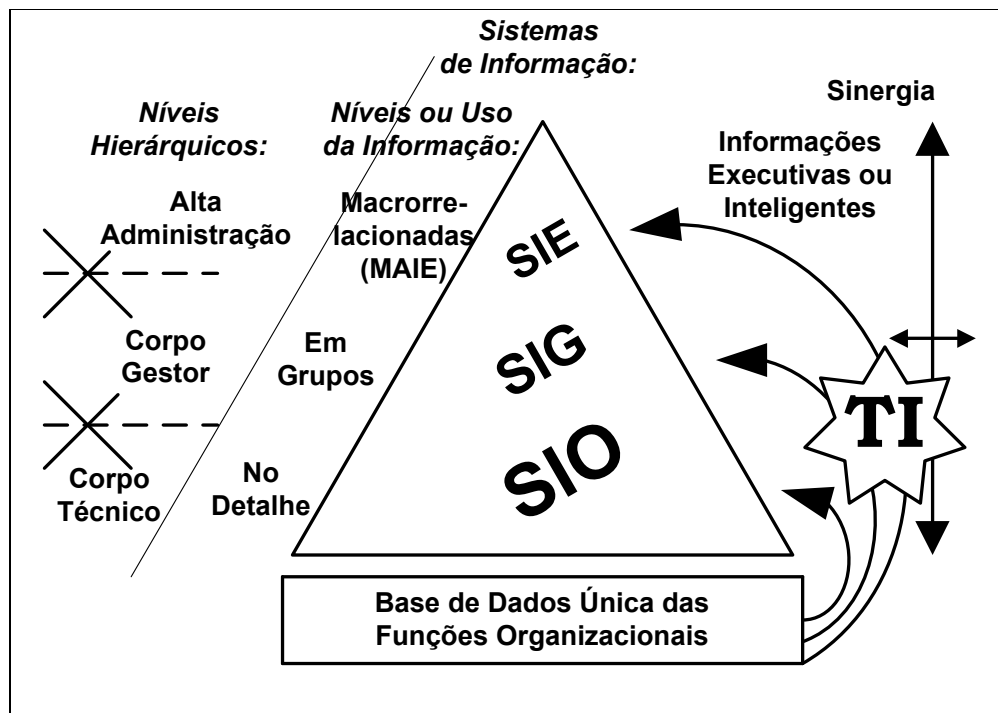 Sistemas
de Informação:
Níveis
Hierárquicos:
Níveis ou Uso
da Informação:
Sinergia
Informações
Executivas ou
Inteligentes
Alta
Administração
Macrorre-
lacionadas
(MAIE)
SIE
Corpo
Gestor
Em
Grupos
SIG
TI
Corpo
Técnico
No
Detalhe
SIO
Base de Dados Única das
Funções Organizacionais